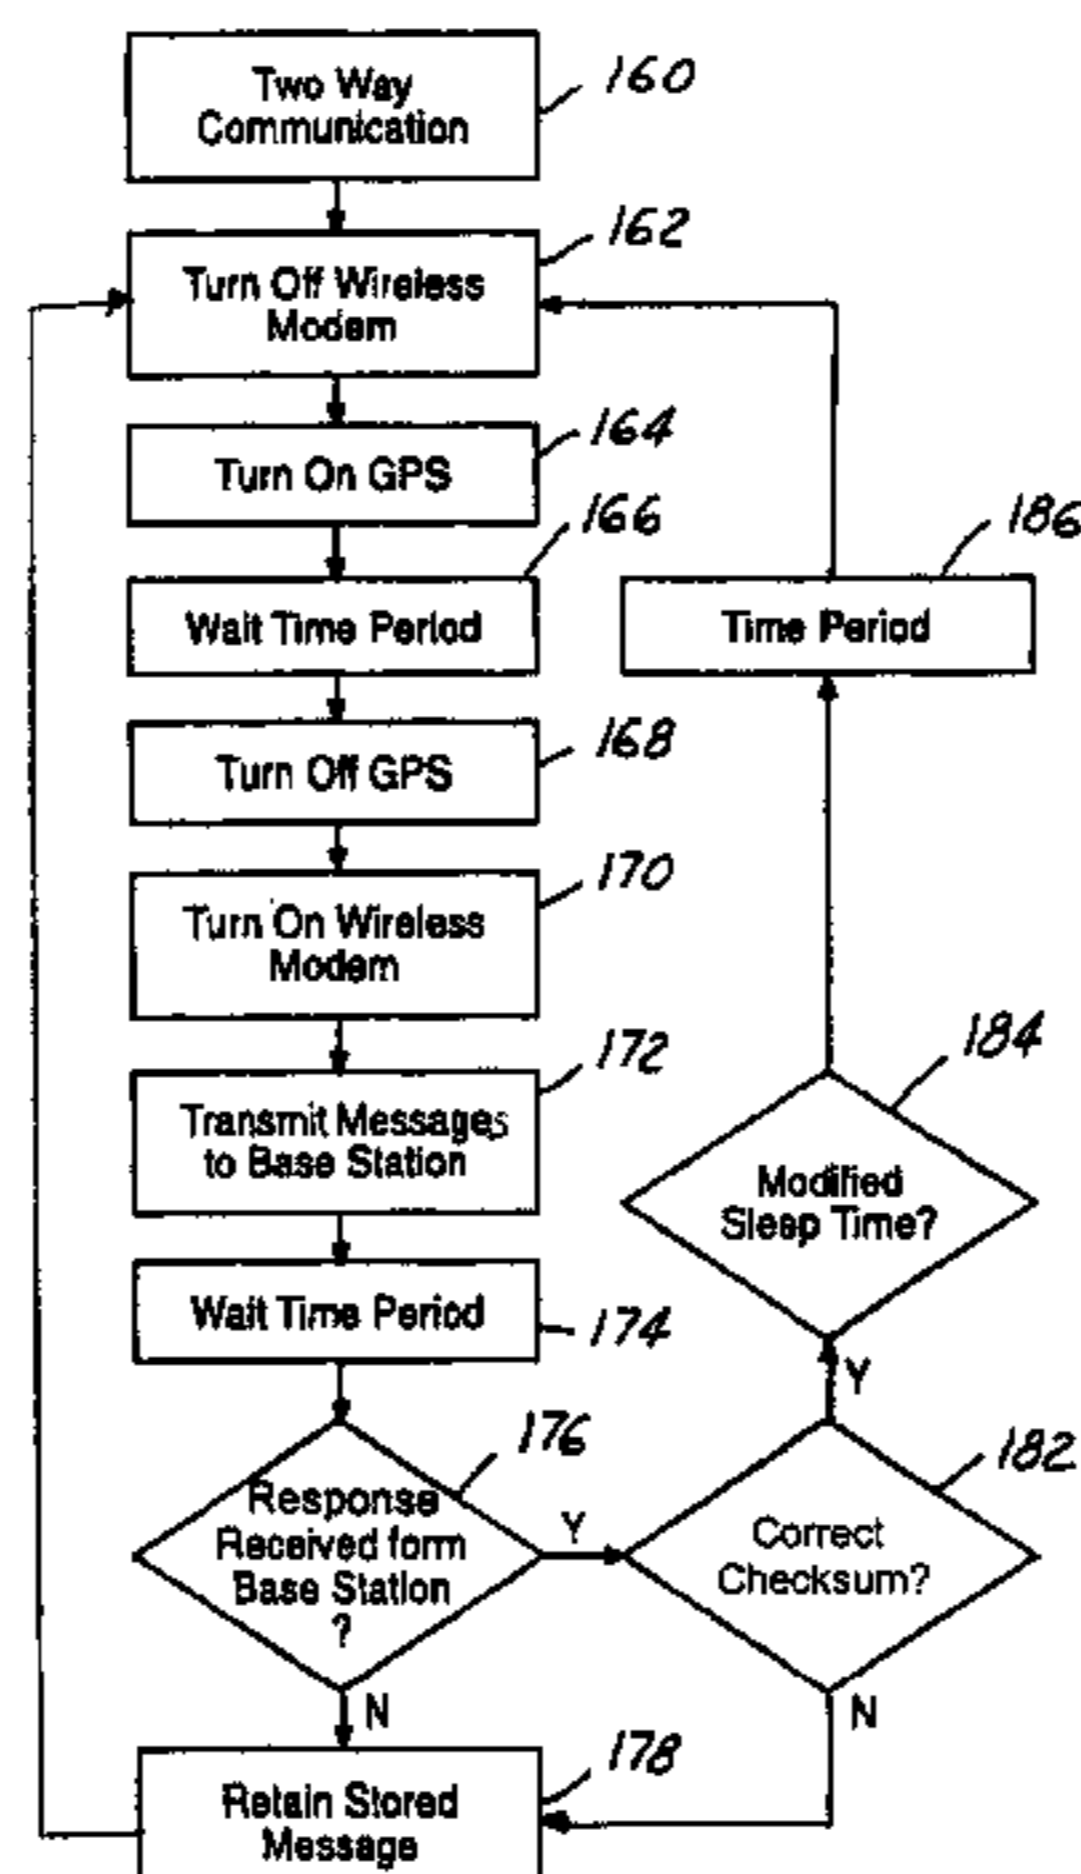 Two Way
Communication
160
Turn Off Wireless
Modem
162
Turn On GPS
164
Wait Time Period
166
Time Period
186
Turn Off GPS
168
Turn On Wireless
Modem
170
Transmit Messages
to Base Station
172
Modified
Sleep Time?
184
Wait Time Period
174
Y
Response
Received form
Base Station
?
176
Y
Correct
Checksum?
182
N
N
Retain Stored
Message
178